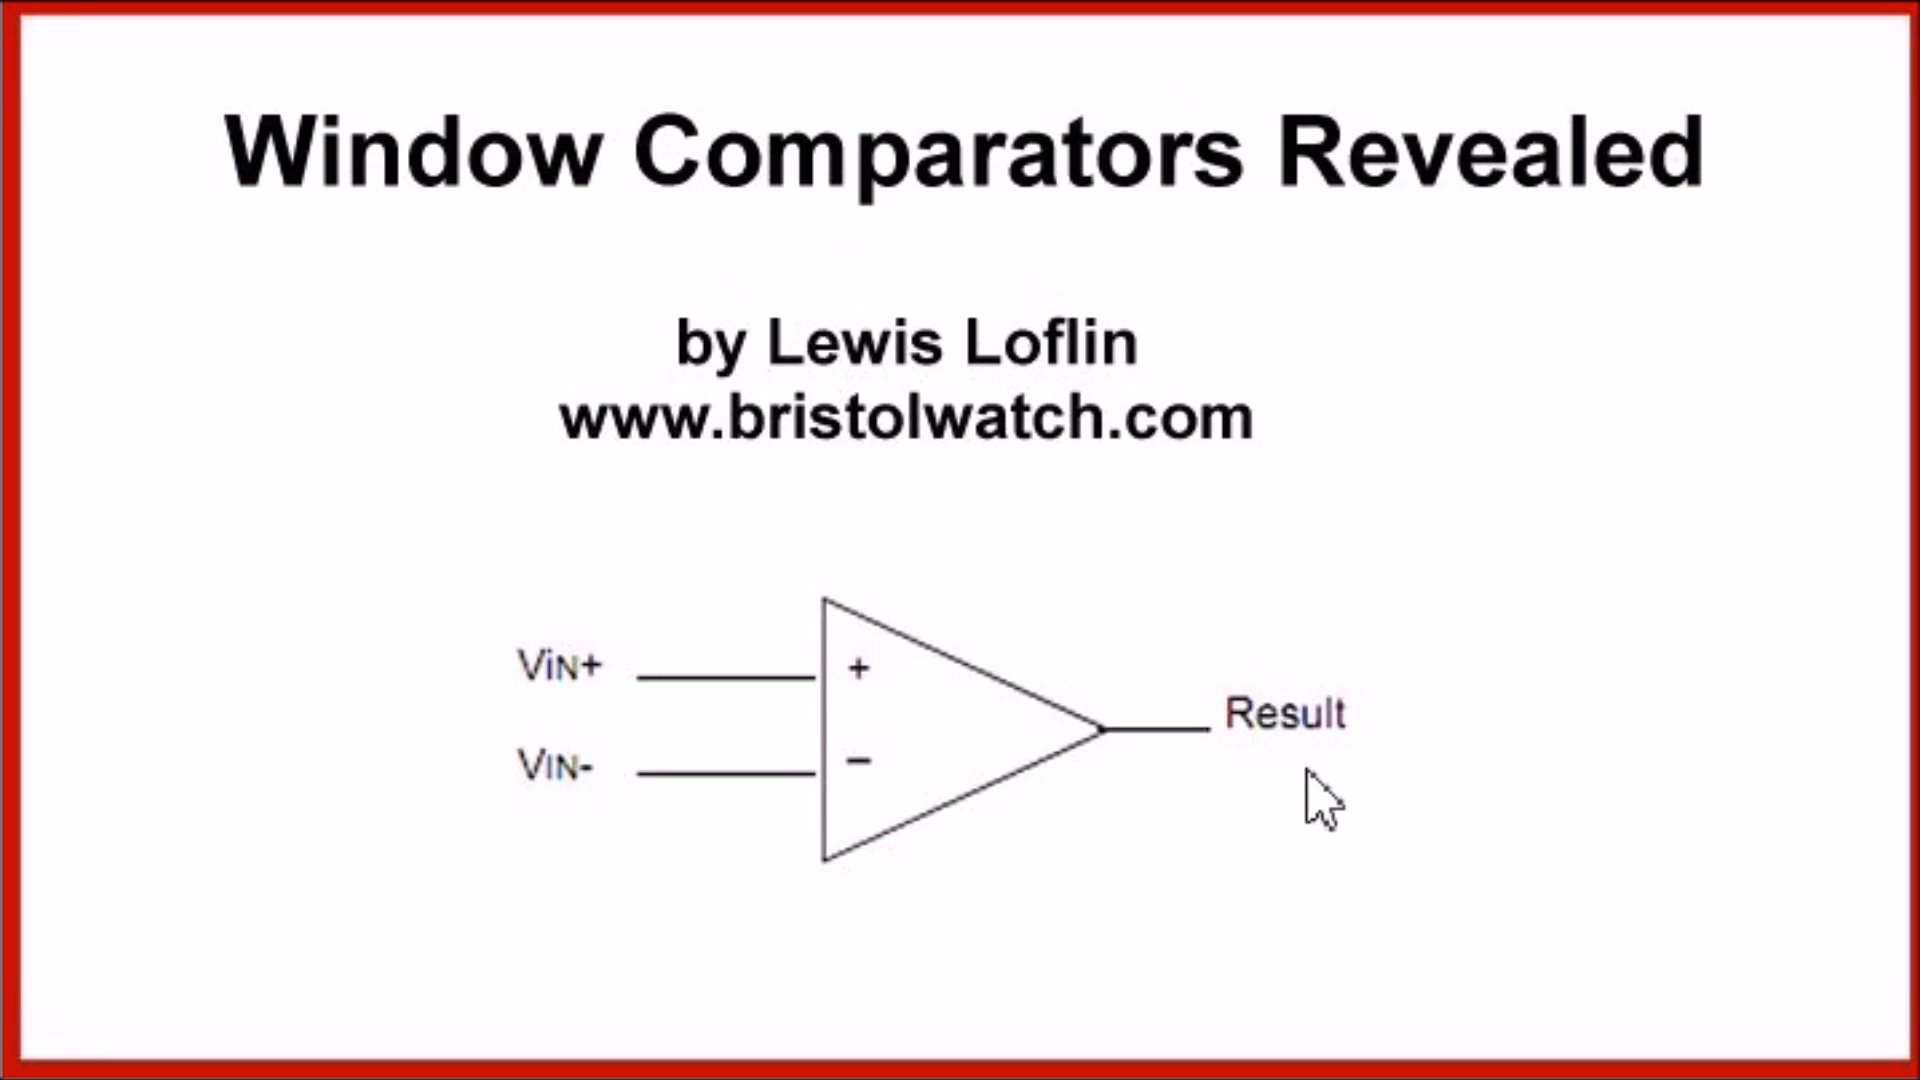 Window Comparators Revealed
by Lewis Loflin
www.bristolwatch.com
VIN+
+
Result
VIN-
−